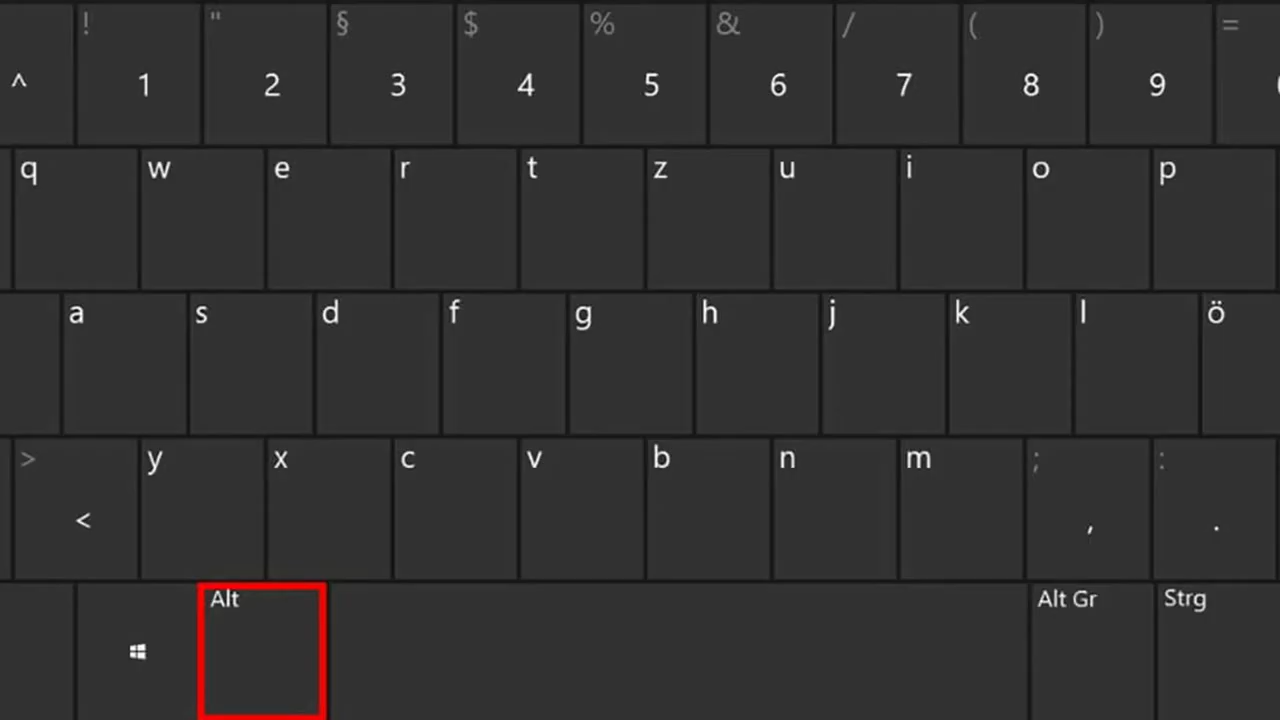 ! " § $ % & / ( ) =
^ 1 2 3 4 5 6 7 8 9
q w e r t z u i o p
a s d f g h j k l ö
> y x c v b n m ; :
< , .
Alt Alt Gr Strg